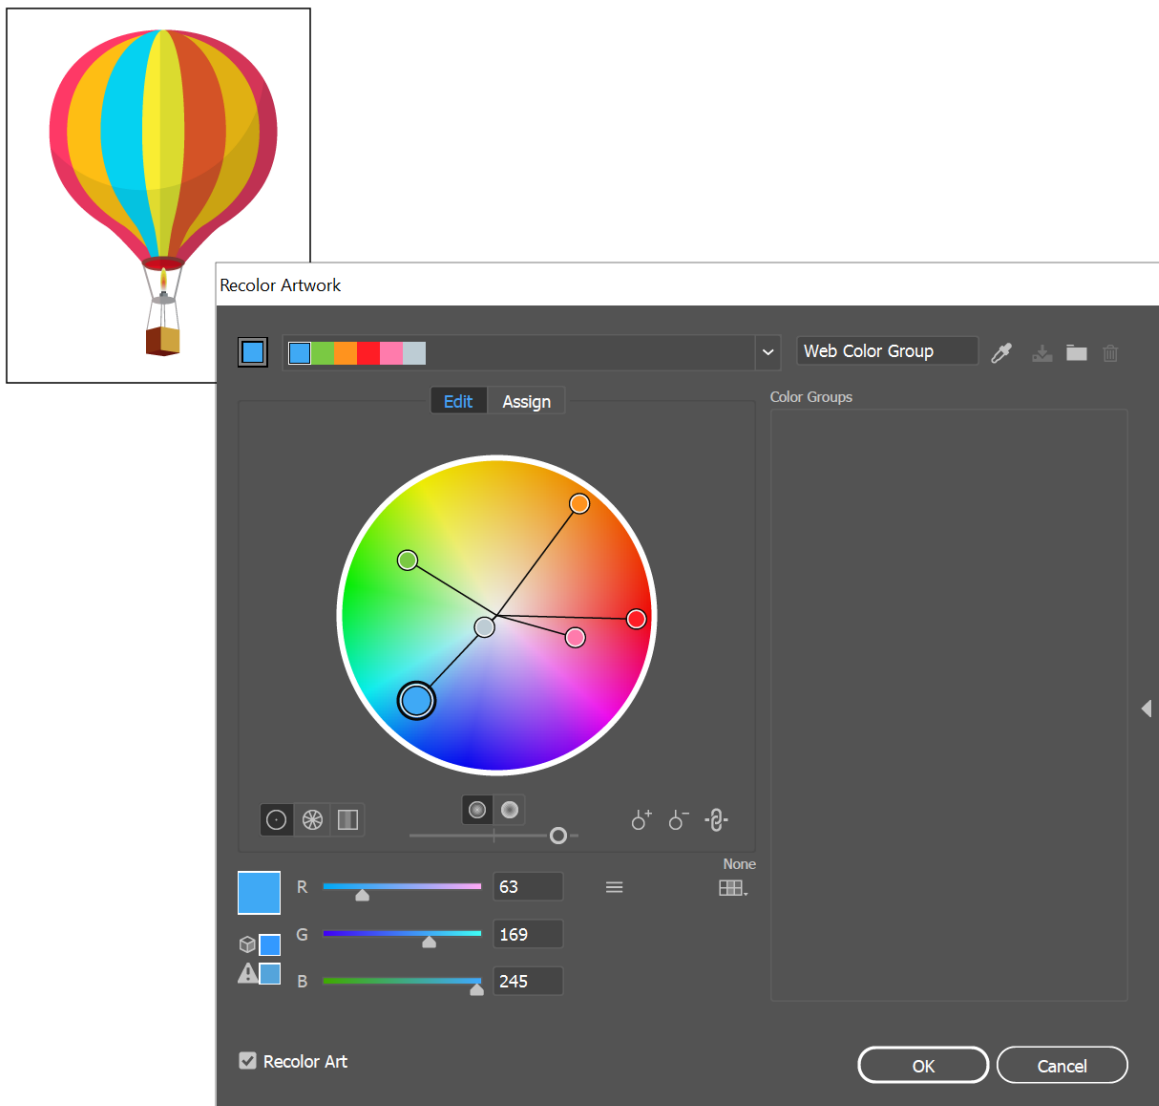 Recolor Artwork
Web Color Group
Edit Assign
Color Groups
None
R 63
G 169
B 245
Recolor Art
OK Cancel